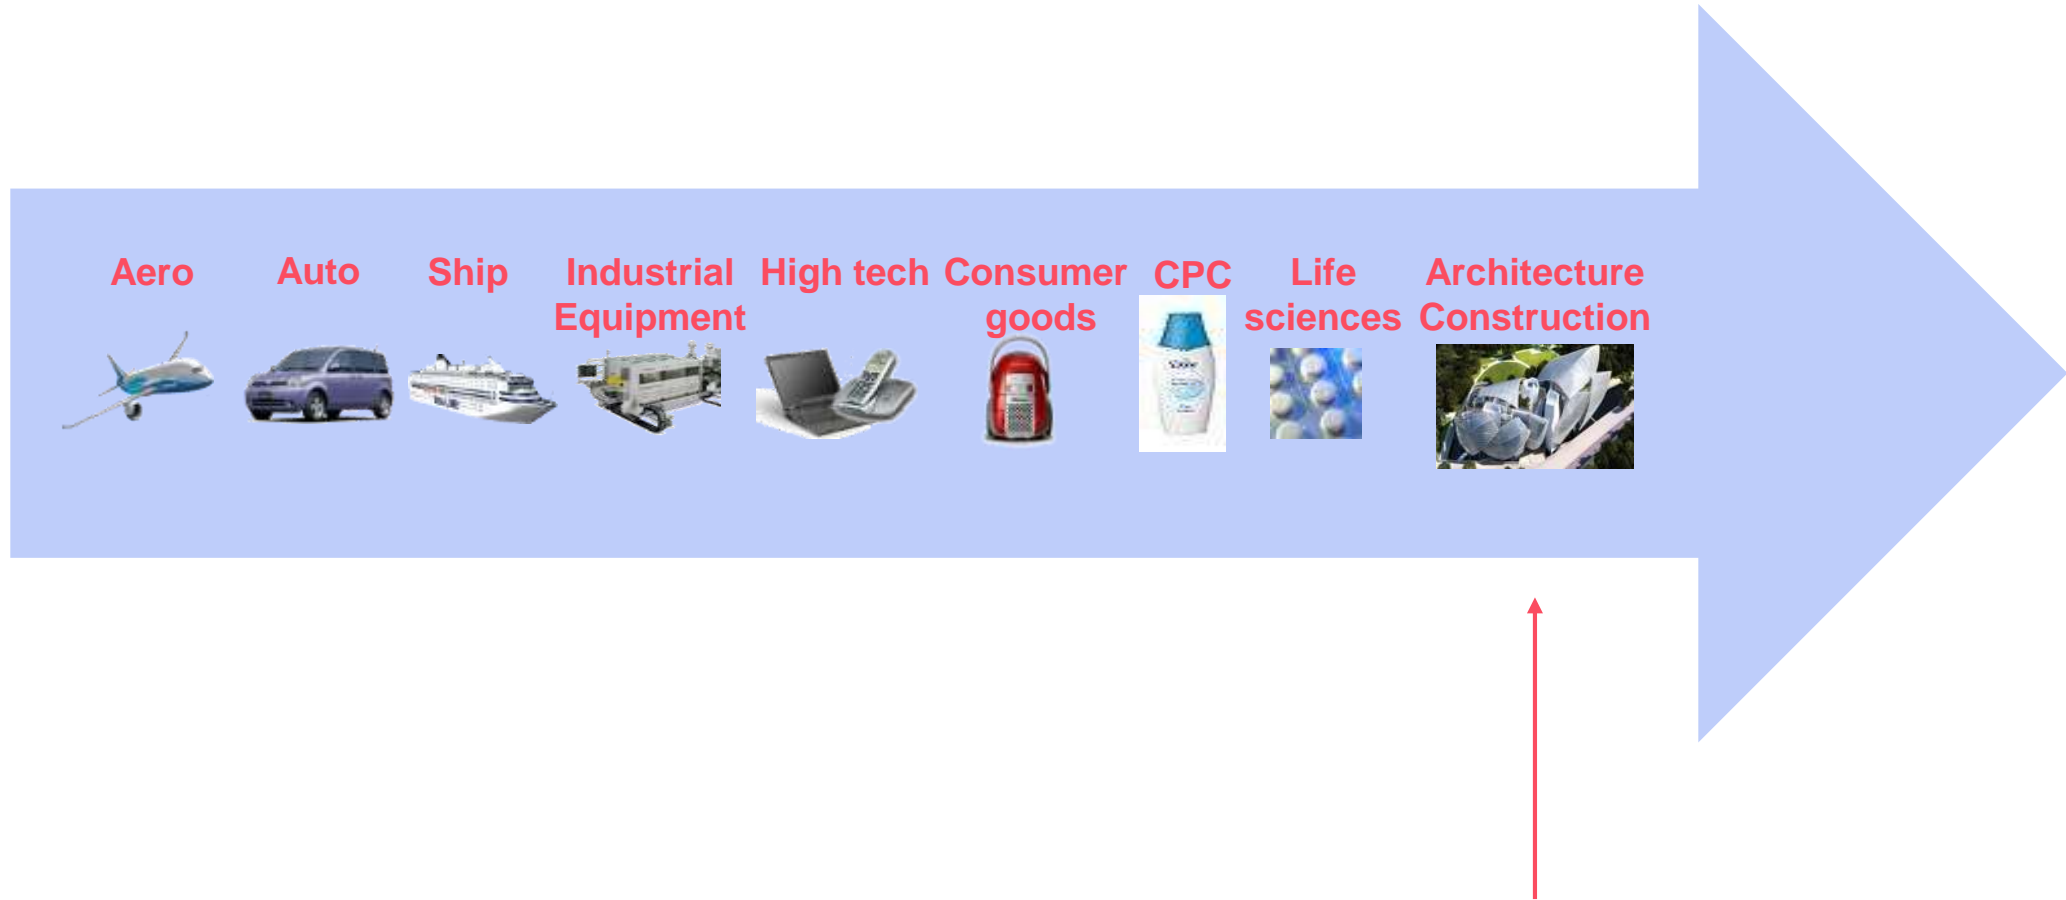 Aero
Auto
Ship
Industrial
Equipment
High tech
Consumer
goods
CPC
Life
sciences
Architecture
Construction